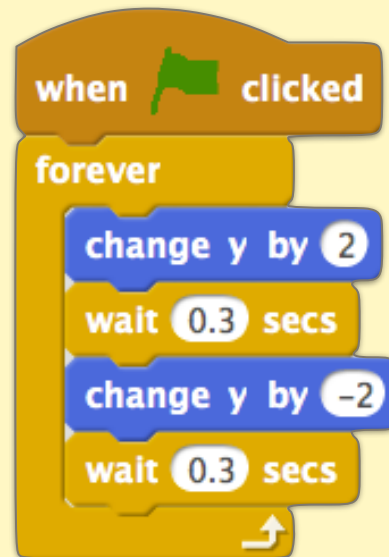 when clicked
forever
change y by 2
wait 0.3 secs
change y by -2
wait 0.3 secs